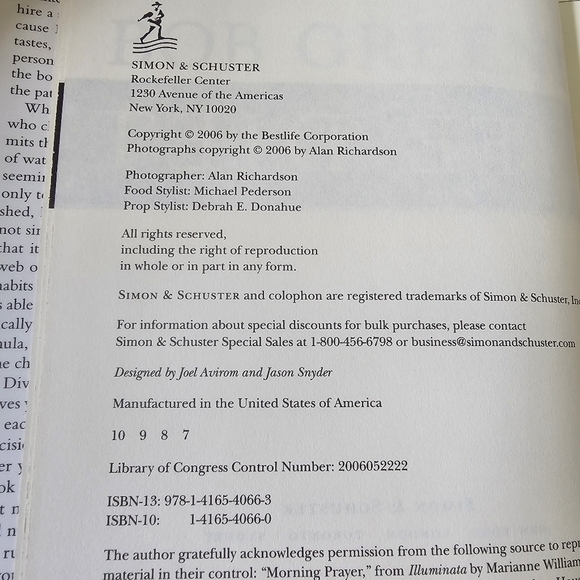 SIMON & SCHUSTER
Rockefeller Center
1230 Avenue of the Americas
New York, NY 10020
Copyright © 2006 by the Bestlife Corporation
Photographs copyright © 2006 by Alan Richardson
Photographer: Alan Richardson
Food Stylist: Michael Pederson
Prop Stylist: Debrah E. Donahue
All rights reserved,
including the right of reproduction
in whole or in part in any form.
SIMON & SCHUSTER and colophon are registered trademarks of Simon & Schuster, Inc
For information about special discounts for bulk purchases, please contact
Simon & Schuster Special Sales at 1-800-456-6798 or business@simonandschuster.com
Designed by Joel Avirom and Jason Snyder
Manufactured in the United States of America
10 9 8 7
Library of Congress Control Number: 2006052222
ISBN-13: 978-1-4165-4066-3
ISBN-10: 1-4165-4066-0
The author gratefully acknowledges permission from the following source to repr
material in their control: "Morning Prayer," from Illuminata by Marianne William